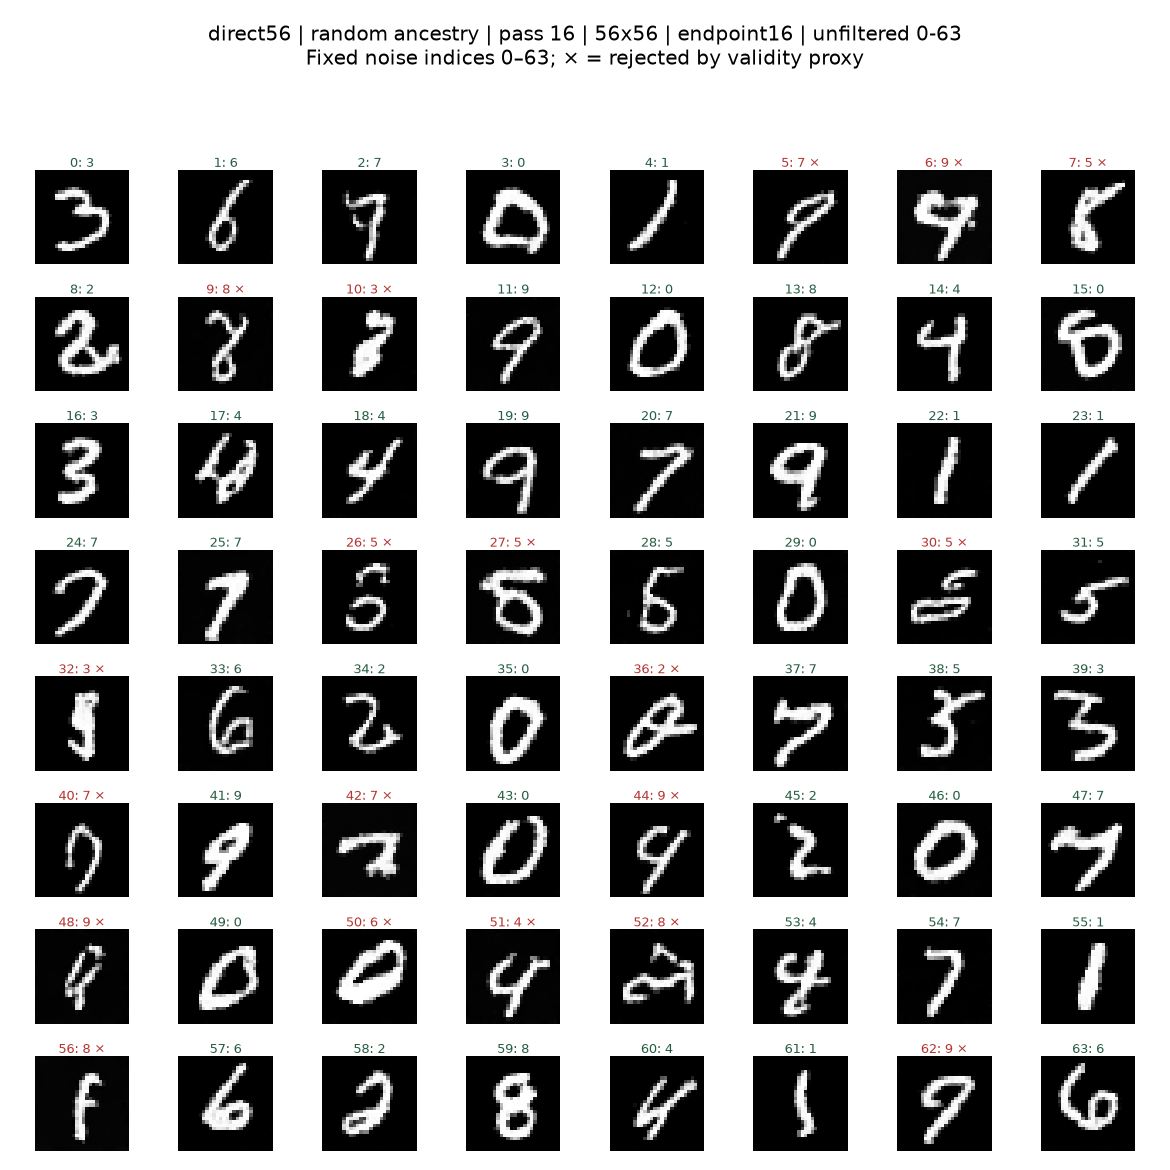 direct56 | random ancestry | pass 16 | 56x56 | endpoint16 | unfiltered 0-63
Fixed noise indices 0–63; × = rejected by validity proxy
0: 3 1: 6 2: 7 3: 0 4: 1 5: 7 × 6: 9 × 7: 5 ×
8: 2 9: 8 × 10: 3 × 11: 9 12: 0 13: 8 14: 4 15: 0
16: 3 17: 4 18: 4 19: 9 20: 7 21: 9 22: 1 23: 1
24: 7 25: 7 26: 5 × 27: 5 × 28: 5 29: 0 30: 5 × 31: 5
32: 3 × 33: 6 34: 2 35: 0 36: 2 × 37: 7 38: 5 39: 3
40: 7 × 41: 9 42: 7 × 43: 0 44: 9 × 45: 2 46: 0 47: 7
48: 9 × 49: 0 50: 6 × 51: 4 × 52: 8 × 53: 4 54: 7 55: 1
56: 8 × 57: 6 58: 2 59: 8 60: 4 61: 1 62: 9 × 63: 6